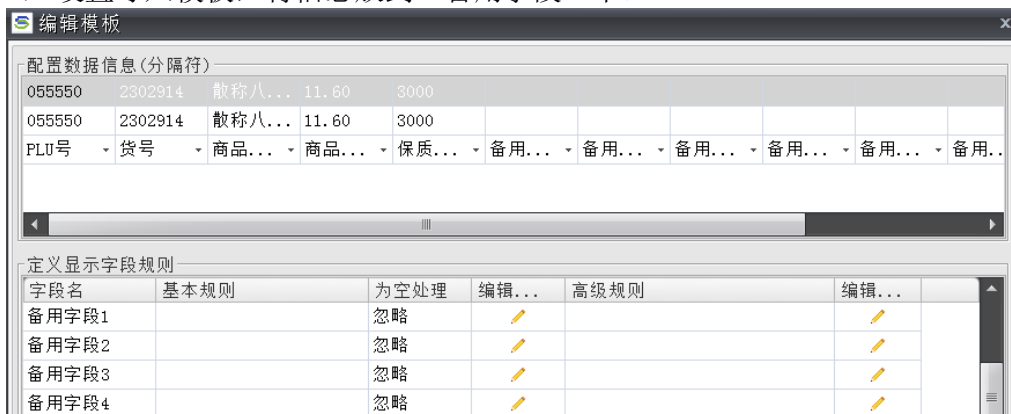 编辑模板
配置数据信息(分隔符)
055550 2302914 散称八... 11.60 3000
055550 2302914 散称八... 11.60 3000
PLU号 货号 商品... 商品... 保质... 备用... 备用... 备用... 备用... 备用... 备用..
定义显示字段规则
字段名 基本规则 为空处理 编辑... 高级规则 编辑...
备用字段1 忽略
备用字段2 忽略
备用字段3 忽略
备用字段4 忽略